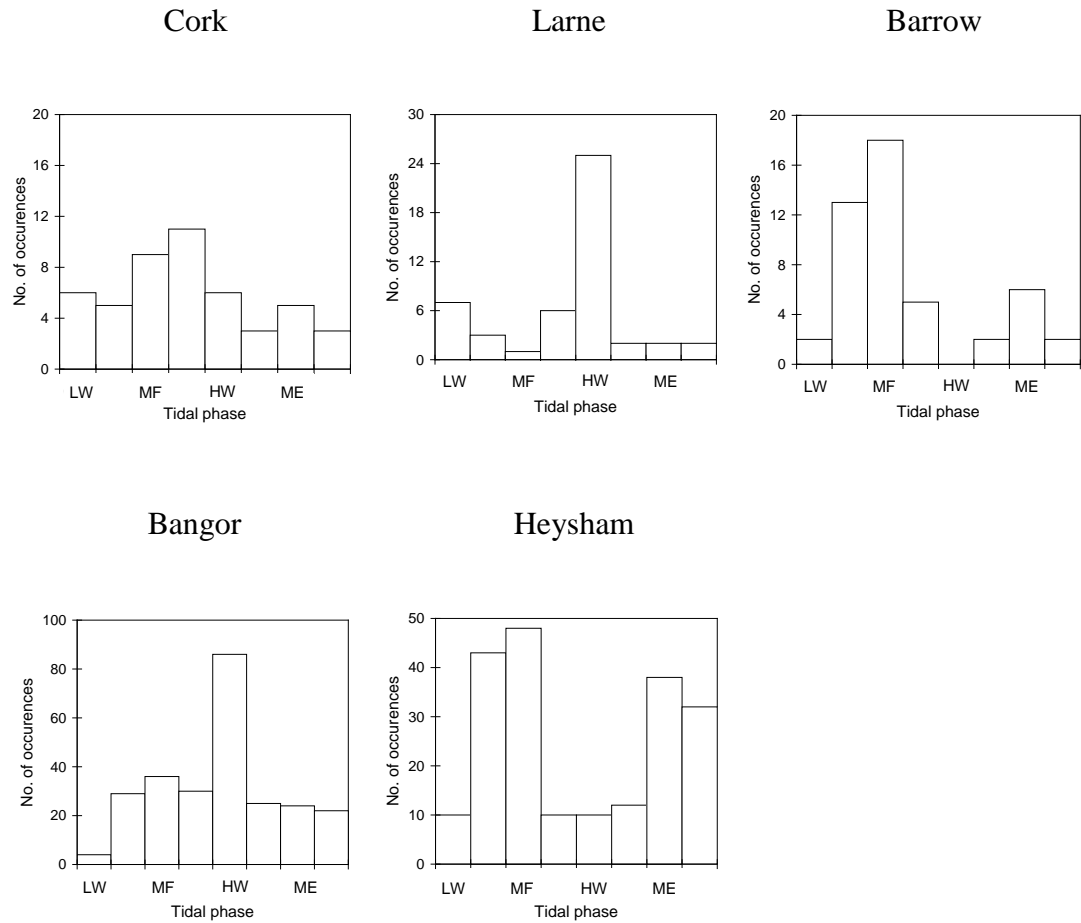 Cork
No. of occurences
20
16
12
8
4
0
LW MF HW ME
Tidal phase
Larne
No. of occurences
30
24
18
12
6
0
LW MF HW ME
Tidal phase
Barrow
No. of occurences
20
16
12
8
4
0
LW MF HW ME
Tidal phase
Bangor
No. of occurences
100
80
60
40
20
0
LW MF HW ME
Tidal phase
Heysham
No. of occurences
50
40
30
20
10
0
LW MF HW ME
Tidal phase